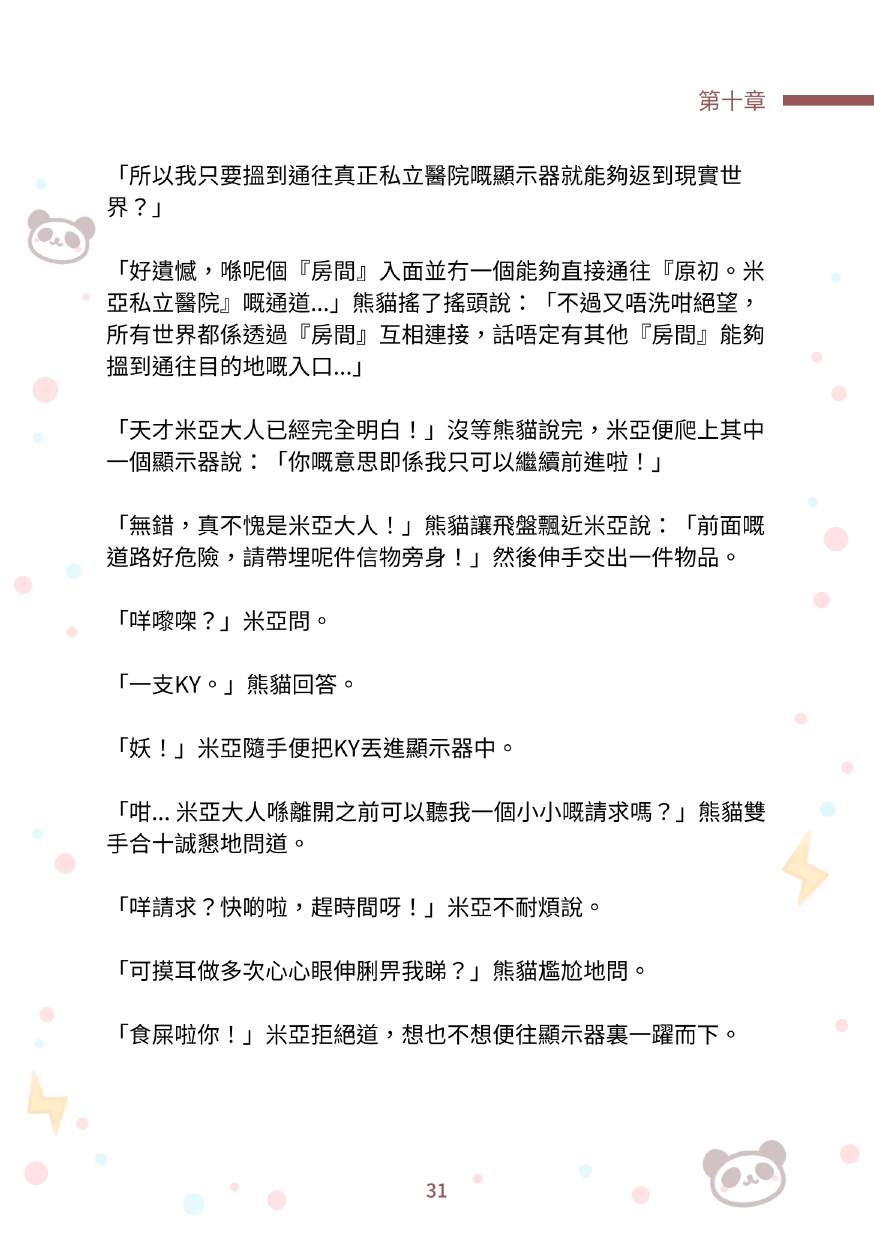 第十章
「所以我只要搵到通往真正私立醫院嘅顯示器就能夠返到現實世
界？」
「好遺憾，喺呢個『房間』入面並冇一個能夠直接通往『原初。米
亞私立醫院』嘅通道...」熊貓搖了搖頭說：「不過又唔洗咁絕望，
所有世界都係透過『房間』互相連接，話唔定有其他『房間』能夠
搵到通往目的地嘅入口...」
「天才米亞大人已經完全明白！」沒等熊貓說完，米亞便爬上其中
一個顯示器說：「你嘅意思即係我只可以繼續前進啦！」
「無錯，真不愧是米亞大人！」熊貓讓飛盤飄近米亞說：「前面嘅
道路好危險，請帶埋呢件信物旁身！」然後伸手交出一件物品。
「咩嚟㗎？」米亞問。
「一支KY。」熊貓回答。
「妖！」米亞隨手便把KY丟進顯示器中。
「咁... 米亞大人喺離開之前可以聽我一個小小嘅請求嗎？」熊貓雙
手合十誠懇地問道。
「咩請求？快啲啦，趕時間呀！」米亞不耐煩說。
「可摸耳做多次心心眼伸脷畀我睇？」熊貓尷尬地問。
「食屎啦你！」米亞拒絕道，想也不想便往顯示器裏一躍而下。
31